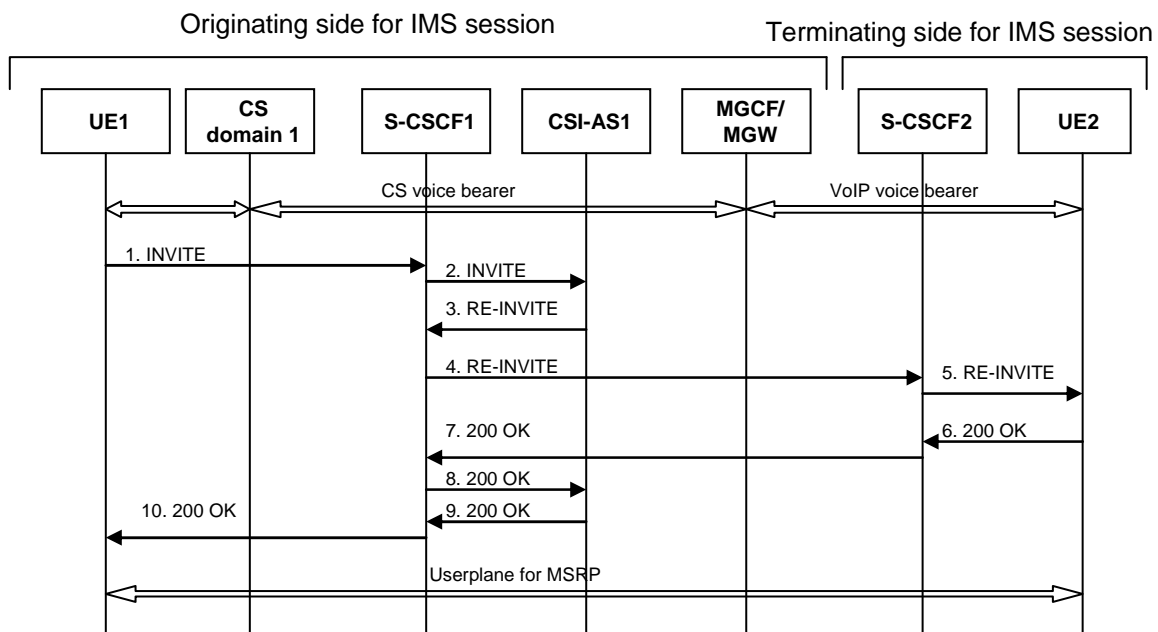 Originating side for IMS session
Terminating side for IMS session
UE1
CS
domain 1
S-CSCF1
CSI-AS1
MGCF/
MGW
S-CSCF2
UE2
CS voice bearer
VoIP voice bearer
1. INVITE
2. INVITE
3. RE-INVITE
4. RE-INVITE
5. RE-INVITE
6. 200 OK
7. 200 OK
8. 200 OK
9. 200 OK
10. 200 OK
Userplane for MSRP